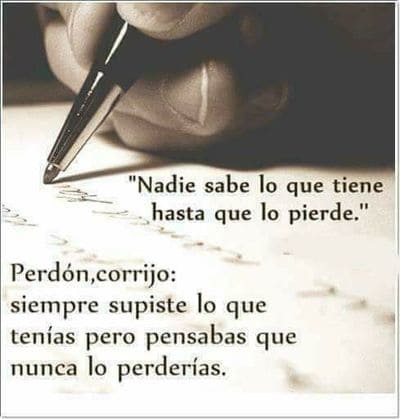 "Nadie sabe lo que tiene
hasta que lo pierde."
Perdón,corrijo:
siempre supiste lo que
tenías pero pensabas que
nunca lo perderías.